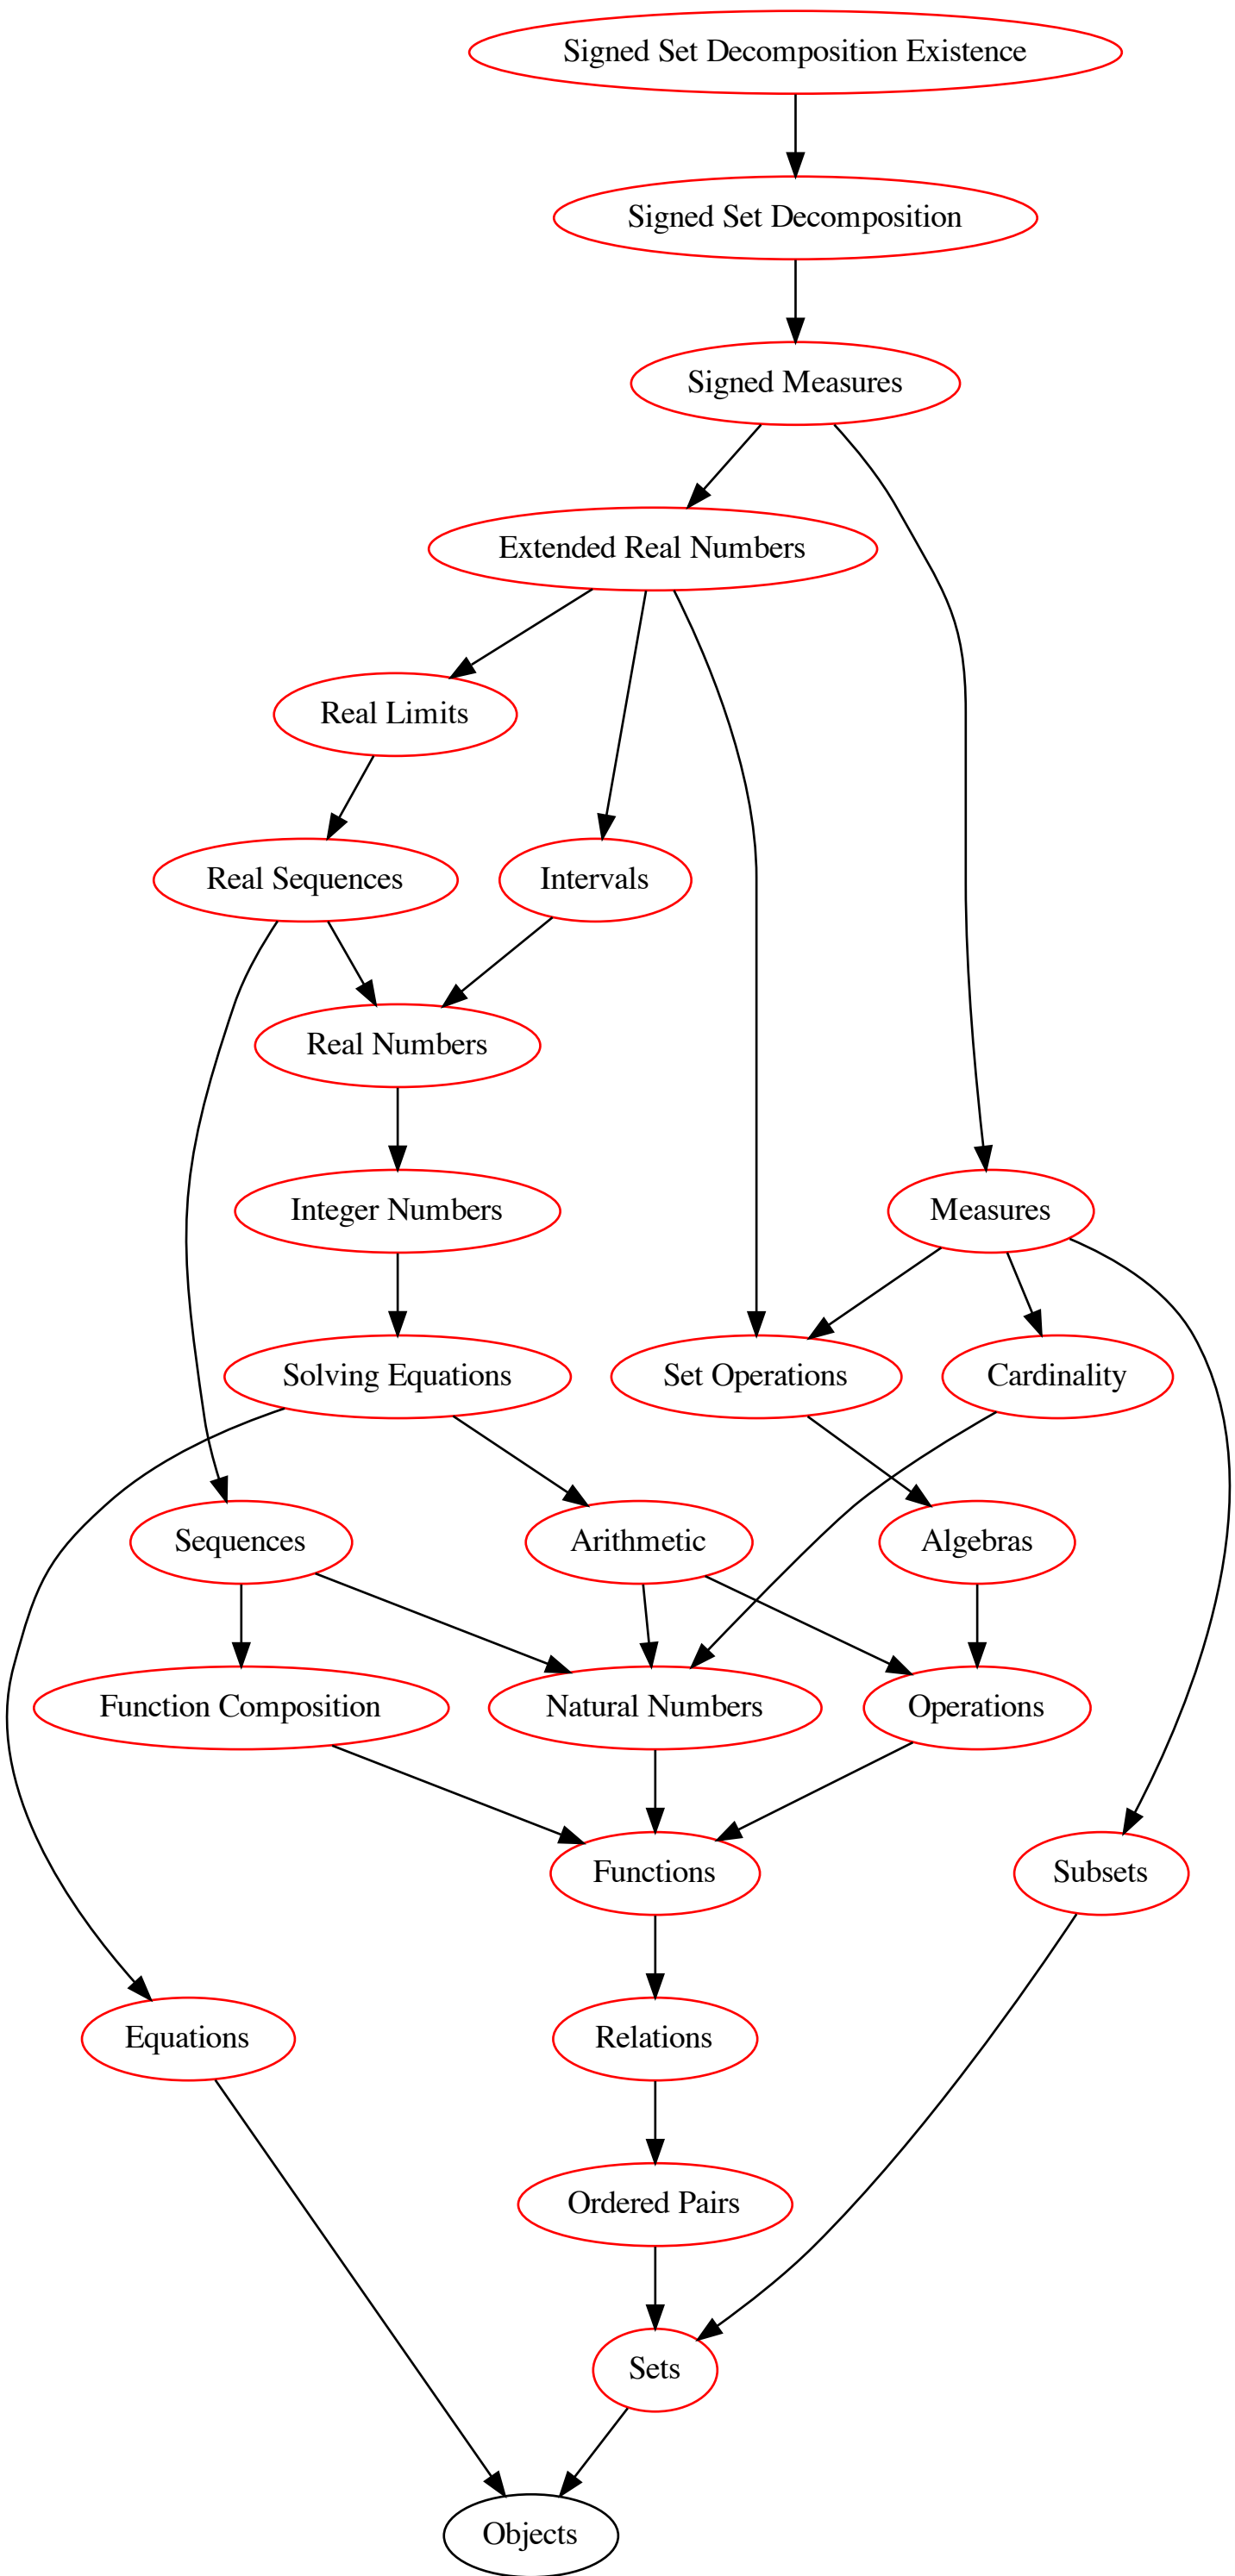 Signed Set Decomposition Existence
Signed Set Decomposition
Signed Measures
Extended Real Numbers
Real Limits
Real Sequences
Intervals
Real Numbers
Integer Numbers
Measures
Solving Equations
Set Operations
Cardinality
Sequences
Arithmetic
Algebras
Function Composition
Natural Numbers
Operations
Functions
Subsets
Equations
Relations
Ordered Pairs
Sets
Objects